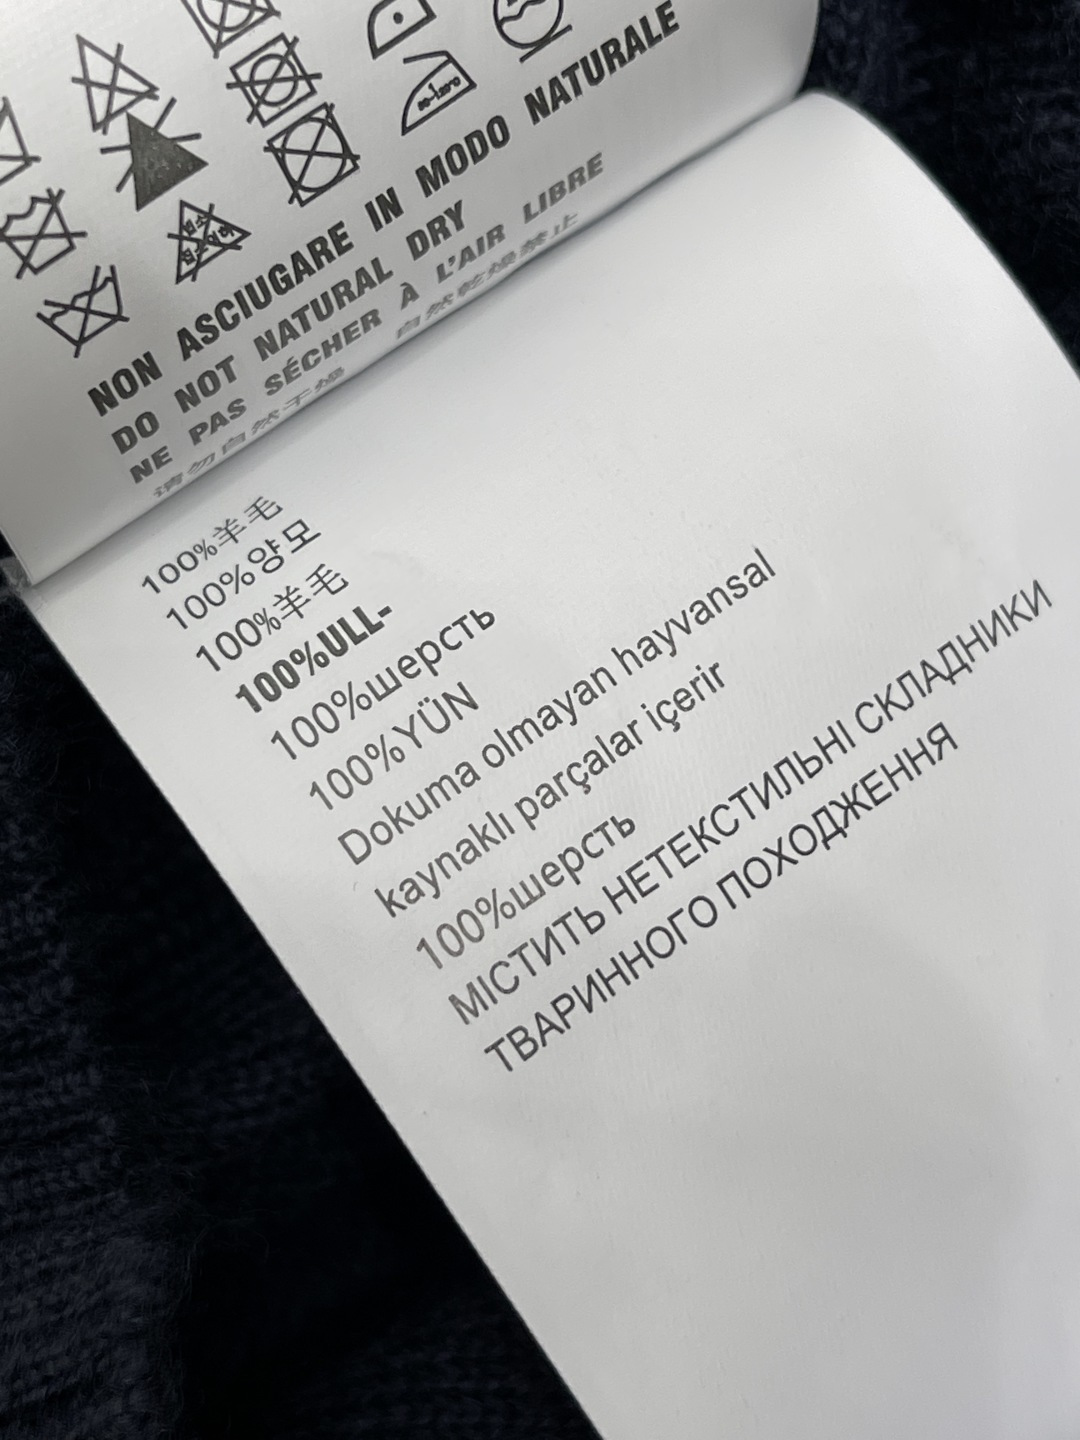 NON ASCIUGARE IN MODO NATURALE
DO NOT NATURAL DRY
NE PAS SÉCHER À L'AIR LIBRE
请勿自然干燥 自然乾燥禁止
100%羊毛
100%양모
100%羊毛
100%ULL-
100%шерсть
100%YÜN
Dokuma olmayan hayvansal
kaynaklı parçalar içerir
100%шерсть
МІСТИТЬ НЕТЕКСТИЛЬНІ СКЛАДНИКИ
ТВАРИННОГО ПОХОДЖЕННЯ